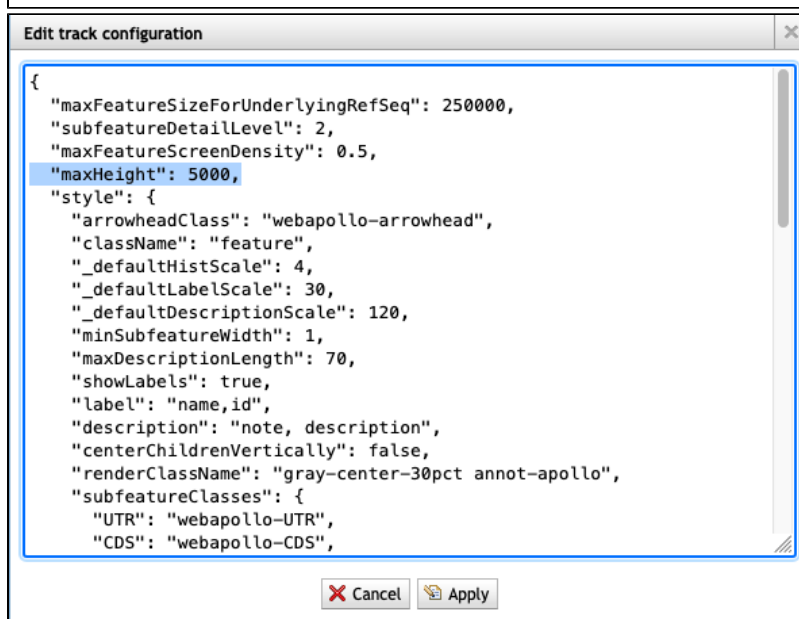 Edit track configuration
{
  "maxFeatureSizeForUnderlyingRefSeq": 250000,
  "subfeatureDetailLevel": 2,
  "maxFeatureScreenDensity": 0.5,
  "maxHeight": 5000,
  "style": {
    "arrowheadClass": "webapollo-arrowhead",
    "className": "feature",
    "_defaultHistScale": 4,
    "_defaultLabelScale": 30,
    "_defaultDescriptionScale": 120,
    "minSubfeatureWidth": 1,
    "maxDescriptionLength": 70,
    "showLabels": true,
    "label": "name,id",
    "description": "note, description",
    "centerChildrenVertically": false,
    "renderClassName": "gray-center-30pct annot-apollo",
    "subfeatureClasses": {
      "UTR": "webapollo-UTR",
      "CDS": "webapollo-CDS",
Cancel Apply